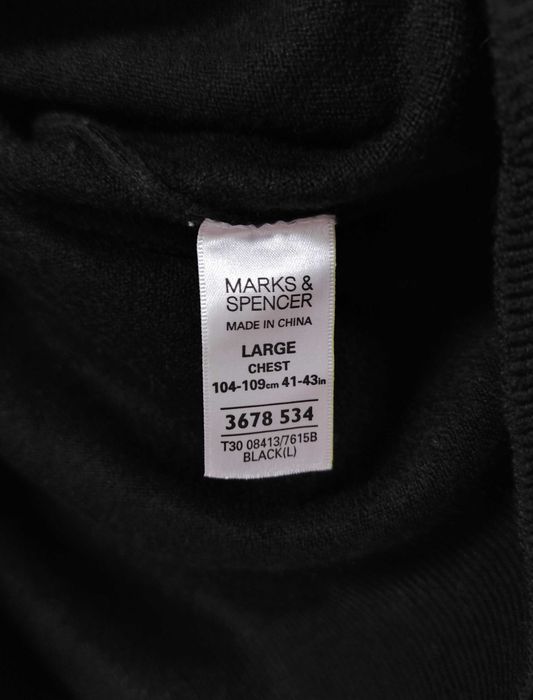 MARKS &
SPENCER
MADE IN CHINA
LARGE
CHEST
104-109cm 41-43in
3678 534
T30 08413/7615B
BLACK(L)